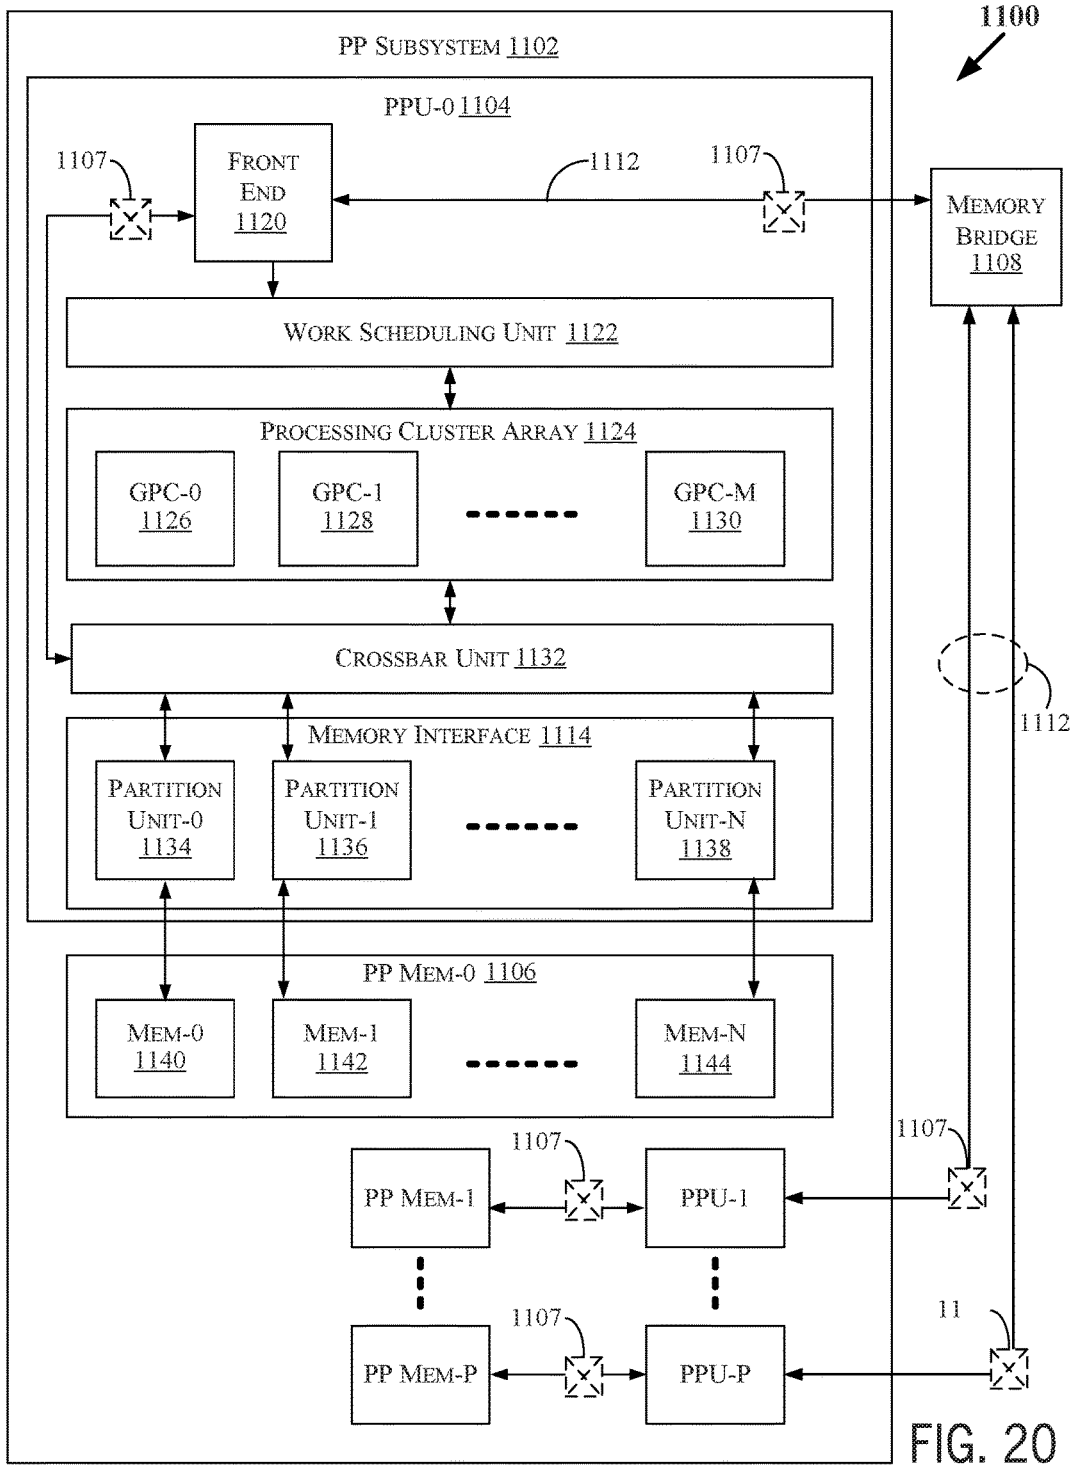 1100
PP SUBSYSTEM 1102
PPU-0 1104
1107
FRONT
END
1120
1112
1107
MEMORY
BRIDGE
1108
WORK SCHEDULING UNIT 1122
PROCESSING CLUSTER ARRAY 1124
GPC-0
1126
GPC-1
1128
GPC-M
1130
CROSSBAR UNIT 1132
1112
MEMORY INTERFACE 1114
PARTITION
UNIT-0
1134
PARTITION
UNIT-1
1136
PARTITION
UNIT-N
1138
PP MEM-0 1106
MEM-0
1140
MEM-1
1142
MEM-N
1144
1107
1107
PP MEM-1
PPU-1
1107
11
PP MEM-P
PPU-P
FIG. 20